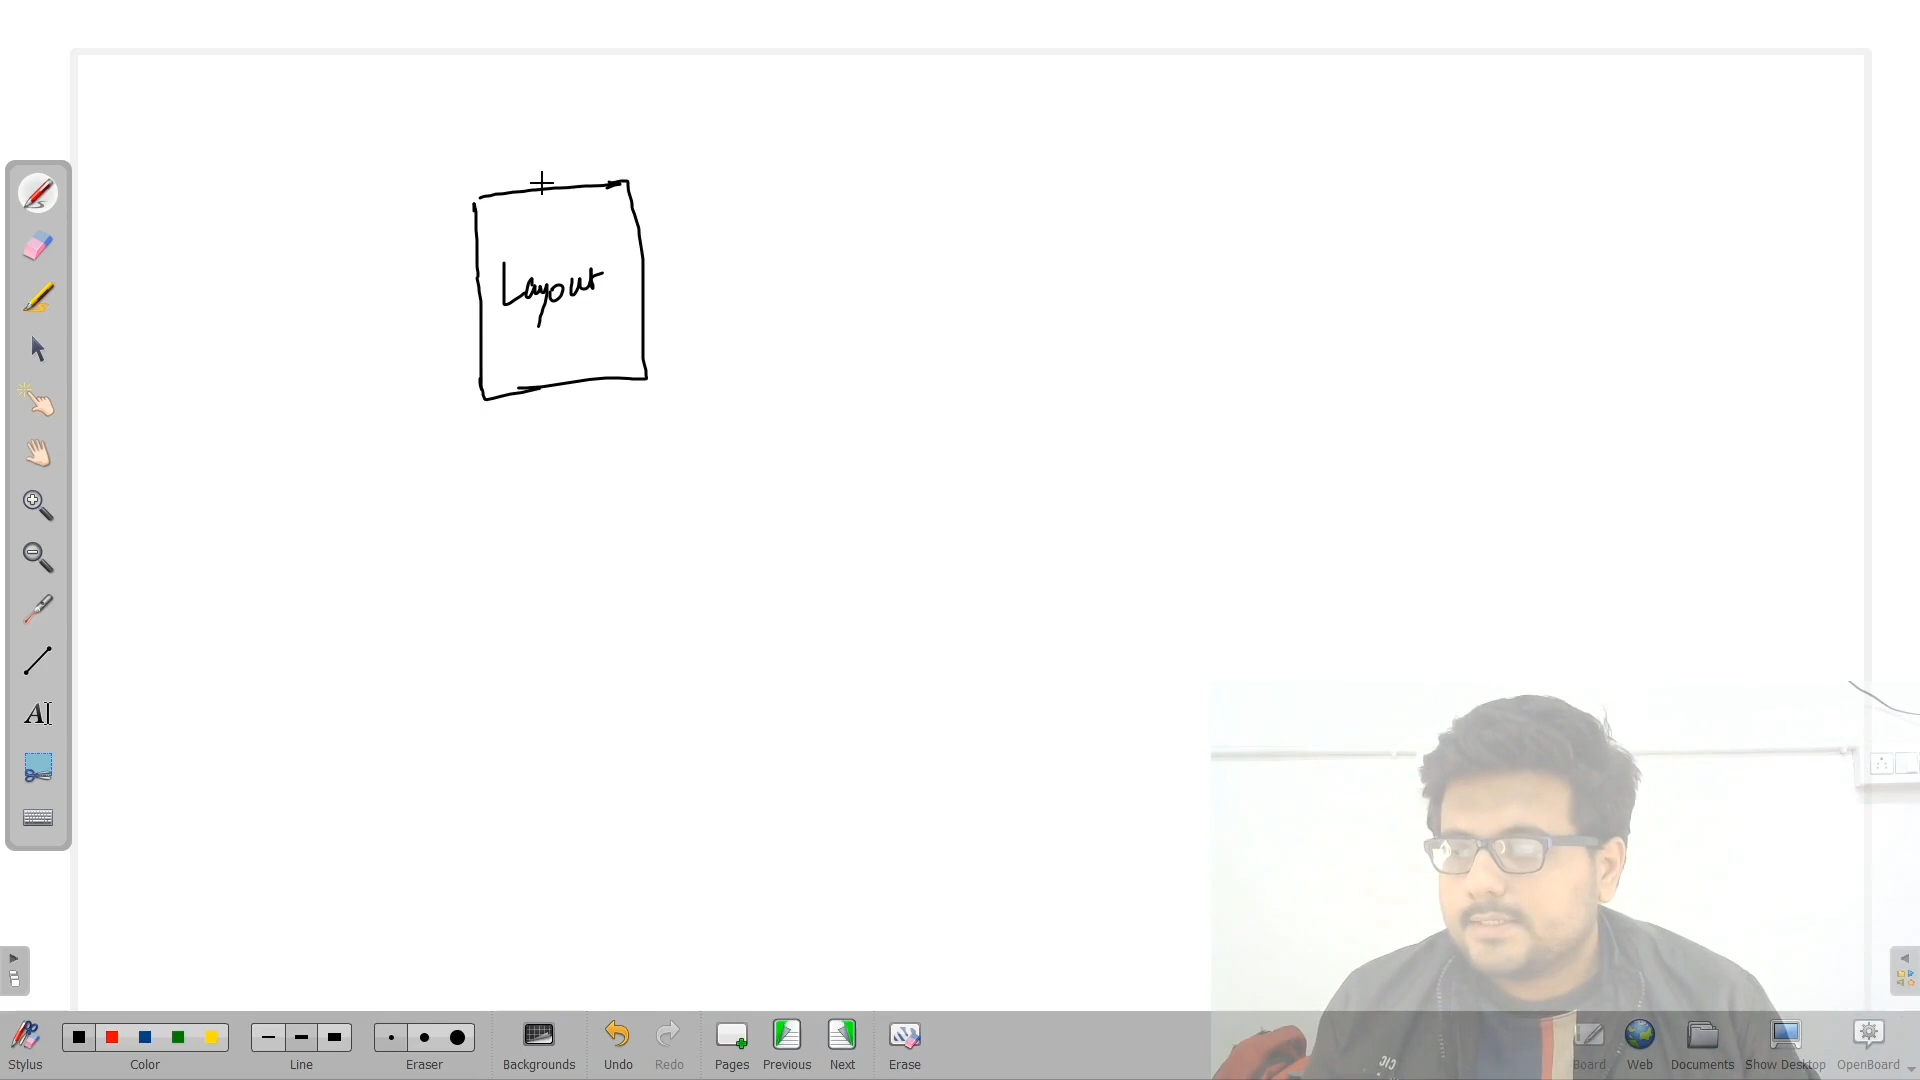 Layout
Stylus
Color
Line
Eraser
Backgrounds
Undo
Redo
Pages
Previous
Next
Erase
Board
Web
Documents
Show Desktop
OpenBoard